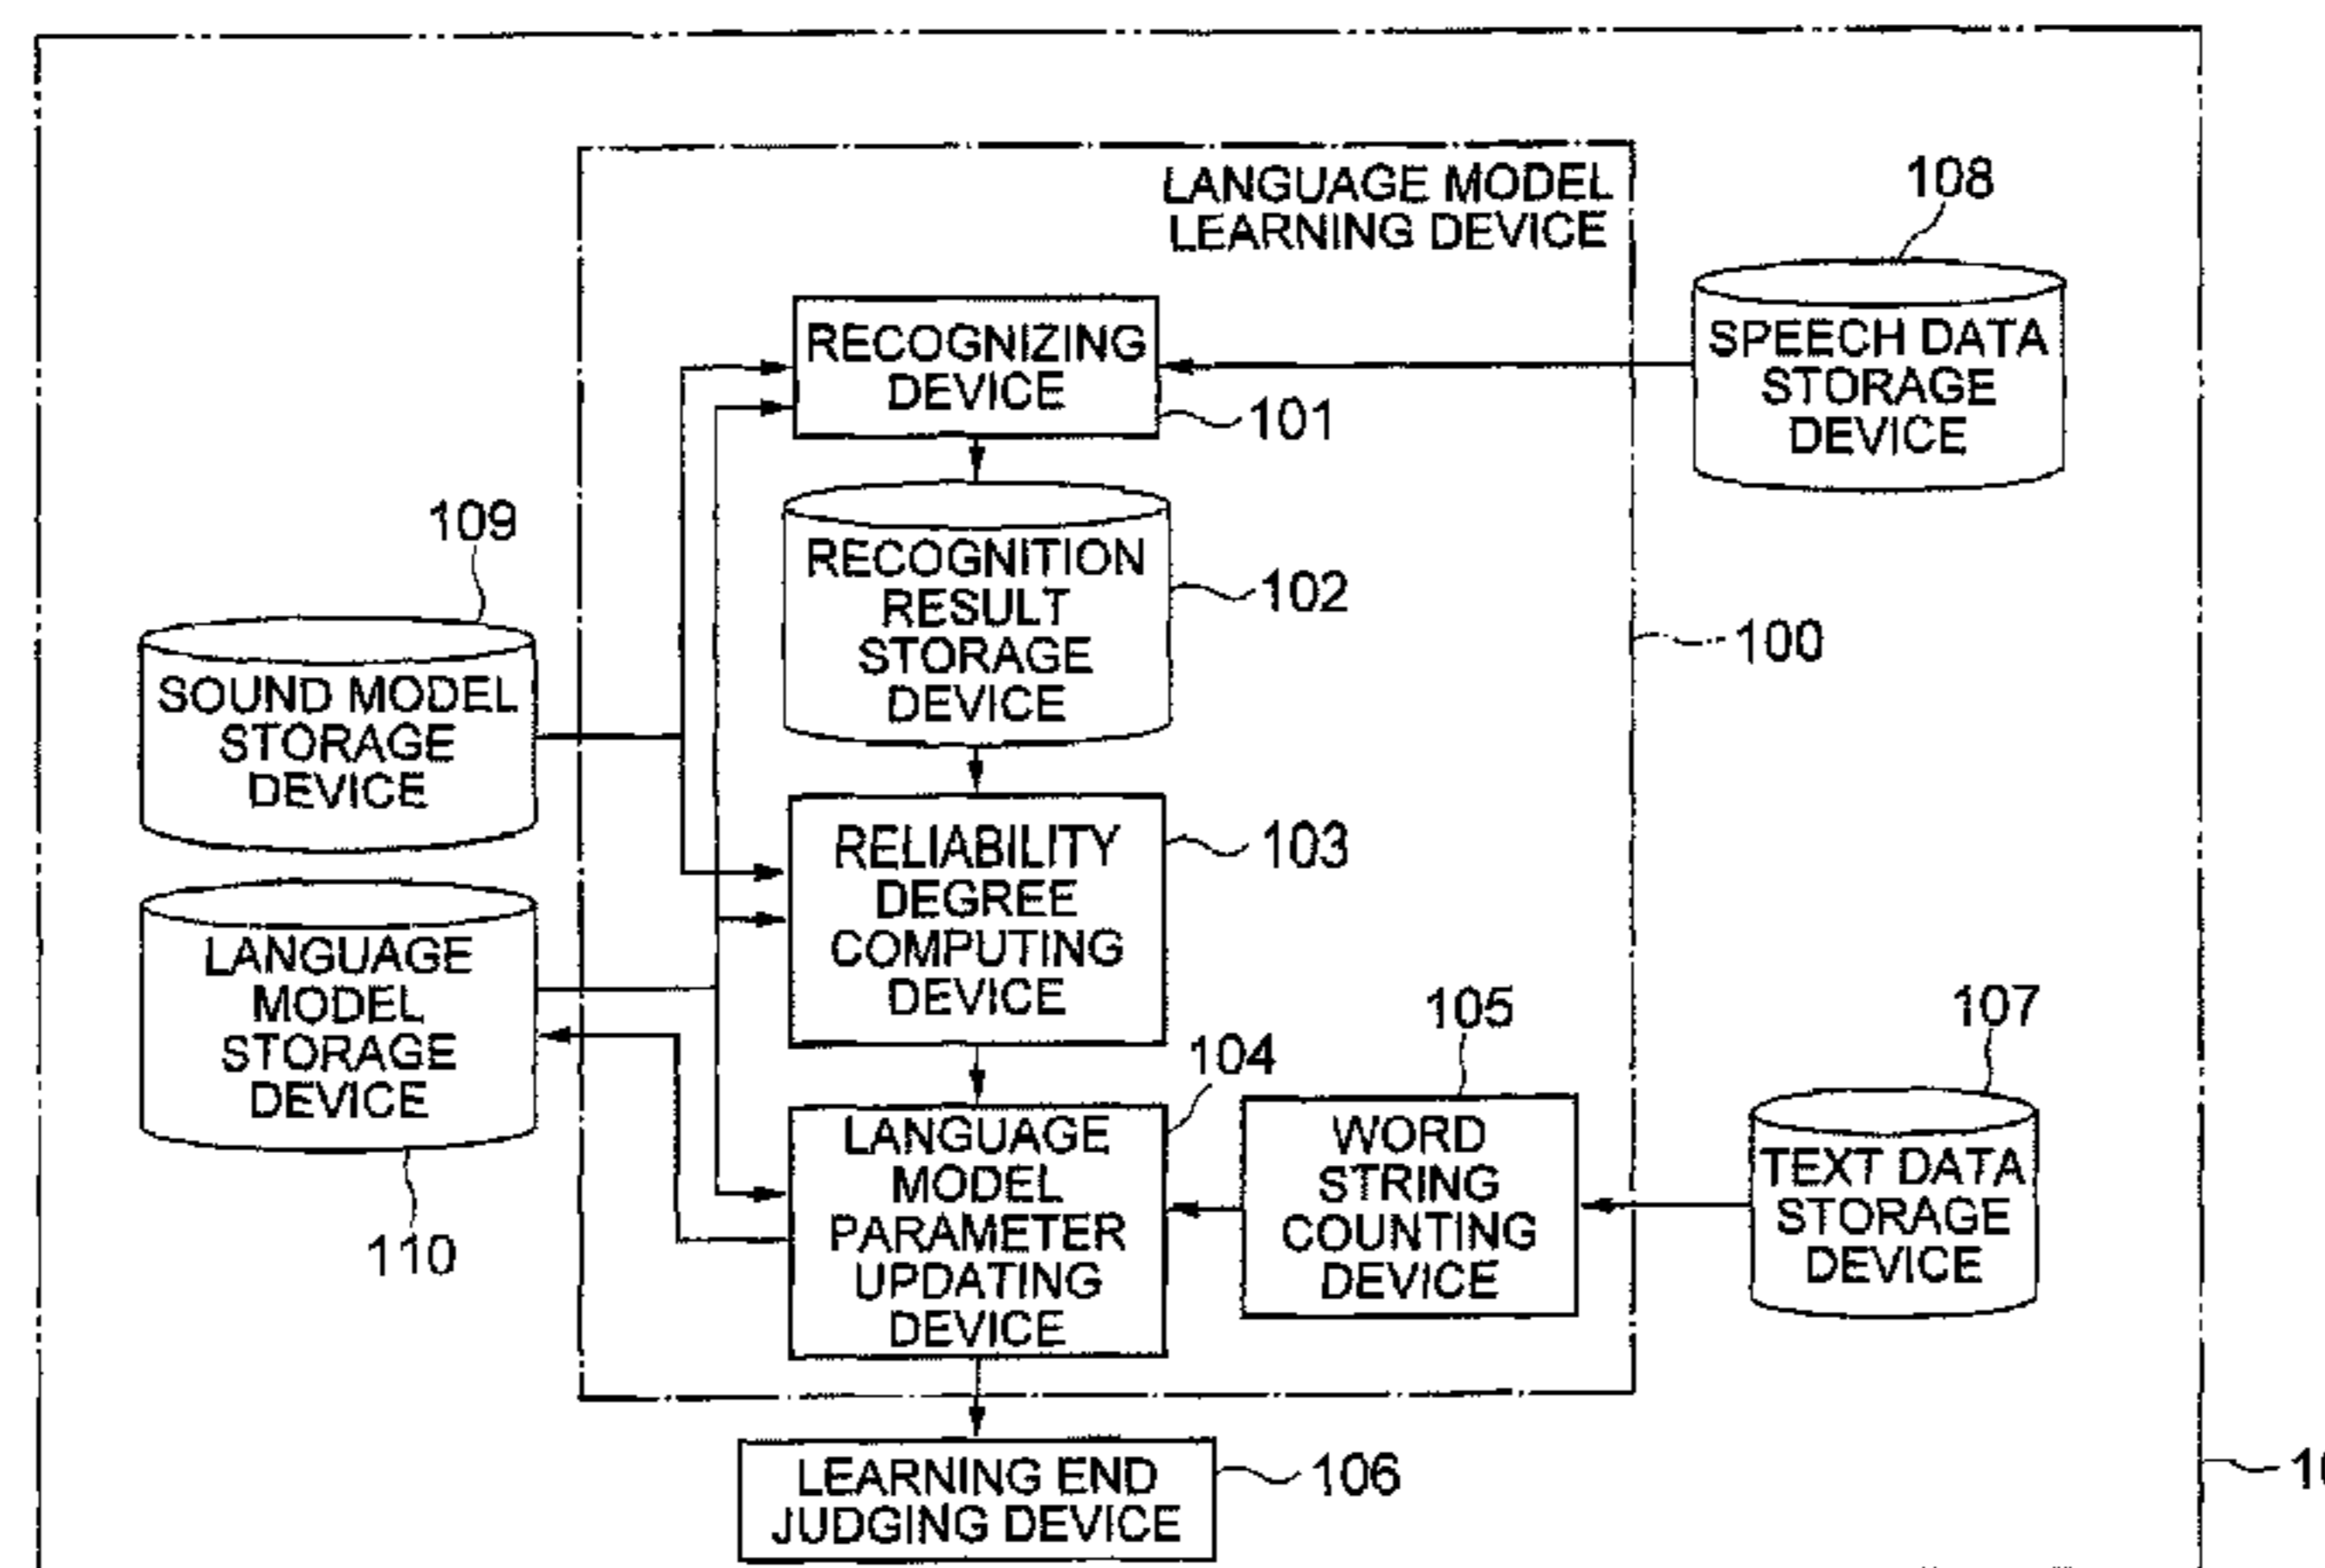 LANGUAGE MODEL
LEARNING DEVICE
108
RECOGNIZING
DEVICE
101
SPEECH DATA
STORAGE
DEVICE
109
RECOGNITION
RESULT
STORAGE
DEVICE
102
100
SOUND MODEL
STORAGE
DEVICE
RELIABILITY
DEGREE
COMPUTING
DEVICE
103
LANGUAGE
MODEL
STORAGE
DEVICE
110
104
LANGUAGE
MODEL
PARAMETER
UPDATING
DEVICE
105
WORD
STRING
COUNTING
DEVICE
107
TEXT DATA
STORAGE
DEVICE
LEARNING END
JUDGING DEVICE
106